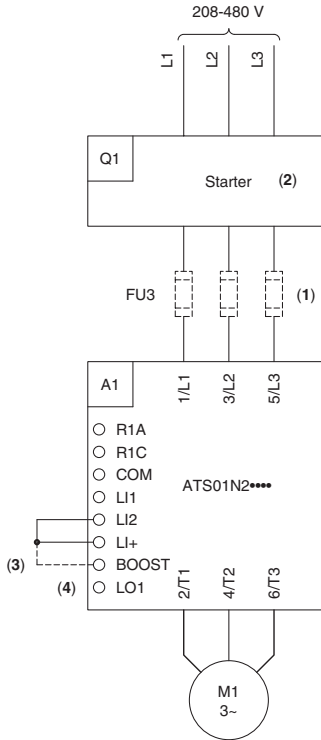 208-480 V
L1 L2 L3
Q1
Starter (2)
FU3 (1)
A1
1/L1 3/L2 5/L3
R1A
R1C
COM
LI1
ATS01N2••••
LI2
LI+
(3) BOOST
(4) LO1
2/T1 4/T2 6/T3
M1
3~